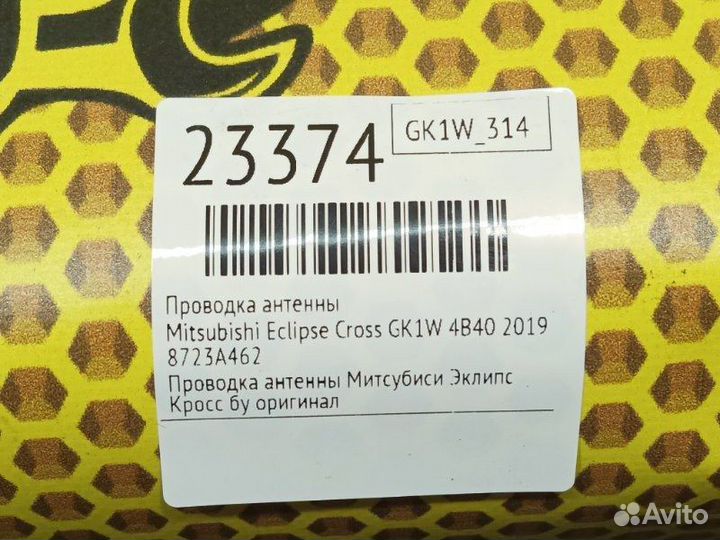 23374
GK1W_314
Проводка антенны
Mitsubishi Eclipse Cross GK1W 4B40 2019
8723A462
Проводка антенны Митсубиси Эклипс
Кросс бу оригинал
Avito